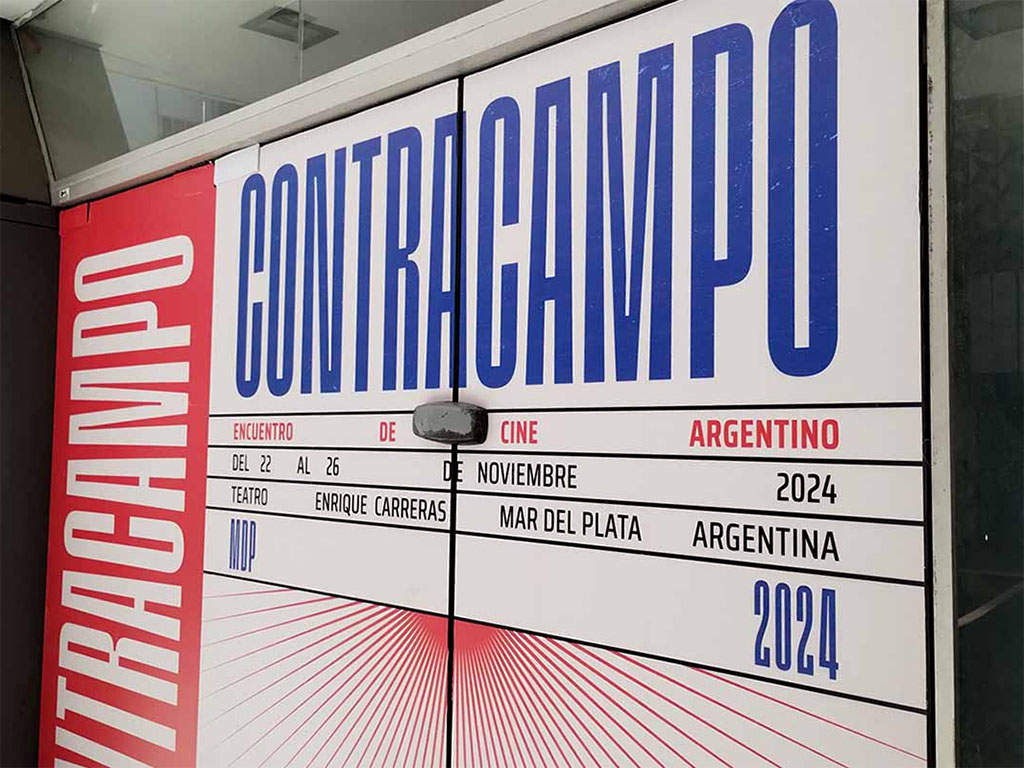 CONTRACAMPO
ENCUENTRO DE CINE ARGENTINO
DEL 22 AL 26 DE NOVIEMBRE 2024
TEATRO ENRIQUE CARRERAS MAR DEL PLATA ARGENTINA
MDP 2024
NTRACAMPO